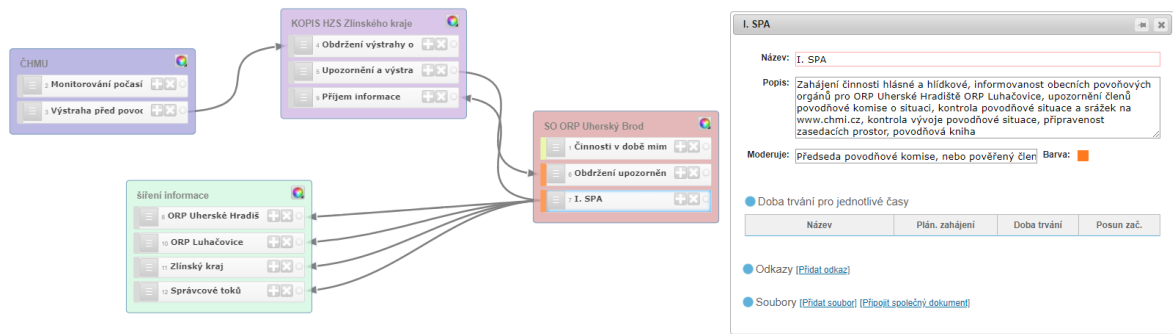 ČHMU
2 Monitorování počasí
3 Výstraha před povoc
KOPIS HZS Zlínského kraje
4 Obdržení výstrahy o
5 Upozornění a výstra
9 Příjem informace
SO ORP Uherský Brod
1 Činnosti v době mim
6 Obdržení upozorněn
7 I. SPA
šíření informace
8 ORP Uherské Hradiš
10 ORP Luhačovice
11 Zlínský kraj
12 Správcové toků
I. SPA
Název: I. SPA
Popis: Zahájení činnosti hlásné a hlídkové, informovanost obecních povoňových
orgánů pro ORP Uherské Hradiště ORP Luhačovice, upozornění členů
povodňové komise o situaci, kontrola povodňové situace a srážek na
www.chmi.cz, kontrola vývoje povodňové situace, připravenost
zasedacích prostor, povodňová kniha
Moderuje: Předseda povodňové komise, nebo pověřený člen Barva:
Doba trvání pro jednotlivé časy
Název Plán. zahájení Doba trvání Posun zač.
Odkazy [Přidat odkaz]
Soubory [Přidat soubor] [Připojit společný dokument]